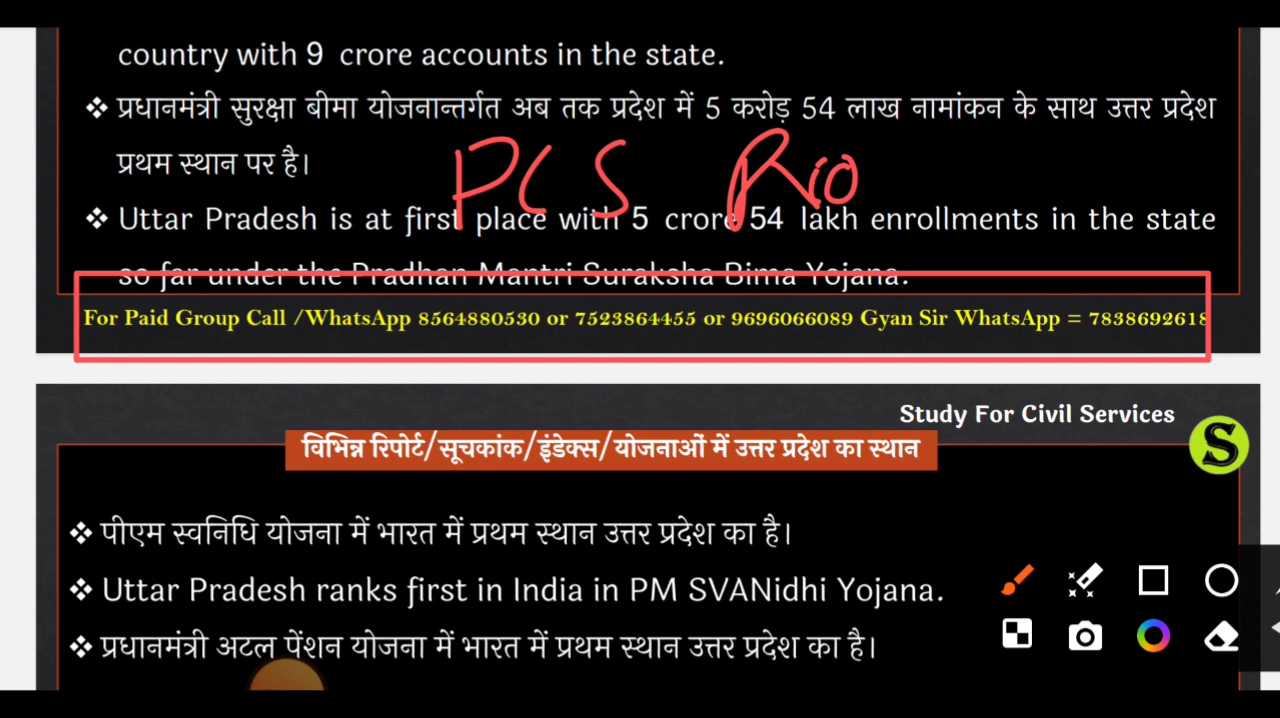 country with 9 crore accounts in the state.
❖ प्रधानमंत्री सुरक्षा बीमा योजनान्तर्गत अब तक प्रदेश में 5 करोड़ 54 लाख नामांकन के साथ उत्तर प्रदेश
प्रथम स्थान पर है।
PCS
❖ Uttar Pradesh is at first place with 5 crore 54 lakh enrollments in the state
so far under the Pradhan Mantri Suraksha Bima Yojana.
For Paid Group Call /WhatsApp 8564880530 or 7523864455 or 9696066089 Gyan Sir WhatsApp = 7838692618
Study For Civil Services
S
विभिन्न रिपोर्ट/सूचकांक/इंडेक्स/योजनाओं में उत्तर प्रदेश का स्थान
❖ पीएम स्वनिधि योजना में भारत में प्रथम स्थान उत्तर प्रदेश का है।
❖ Uttar Pradesh ranks first in India in PM SVANidhi Yojana.
❖ प्रधानमंत्री अटल पेंशन योजना में भारत में प्रथम स्थान उत्तर प्रदेश का है।